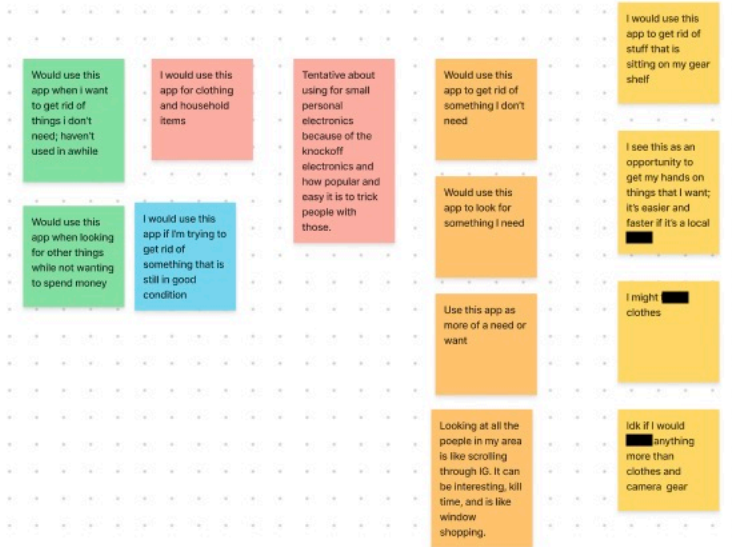 Would use this
app when i want
to get rid of
things i don't
need; haven't
used in awhile
Would use this
app when looking
for other things
while not wanting
to spend money
I would use this
app for clothing
and household
items
I would use this
app if I'm trying to
get rid of
something that is
still in good
condition
Tentative about
using for small
personal
electronics
because of the
knockoff
electronics and
how popular and
easy it is to trick
people with
those.
Would use this
app to get rid of
something I don't
need
Would use this
app to look for
something I need
Use this app as
more of a need or
want
Looking at all the
poeple in my area
is like scrolling
through IG. It can
be interesting, kill
time, and is like
window
shopping.
I would use this
app to get rid of
stuff that is
sitting on my gear
shelf
I see this as an
opportunity to
get my hands on
things that I want;
it's easier and
faster if it's a local
I might
clothes
Idk if I would
anything
more than
clothes and
camera gear